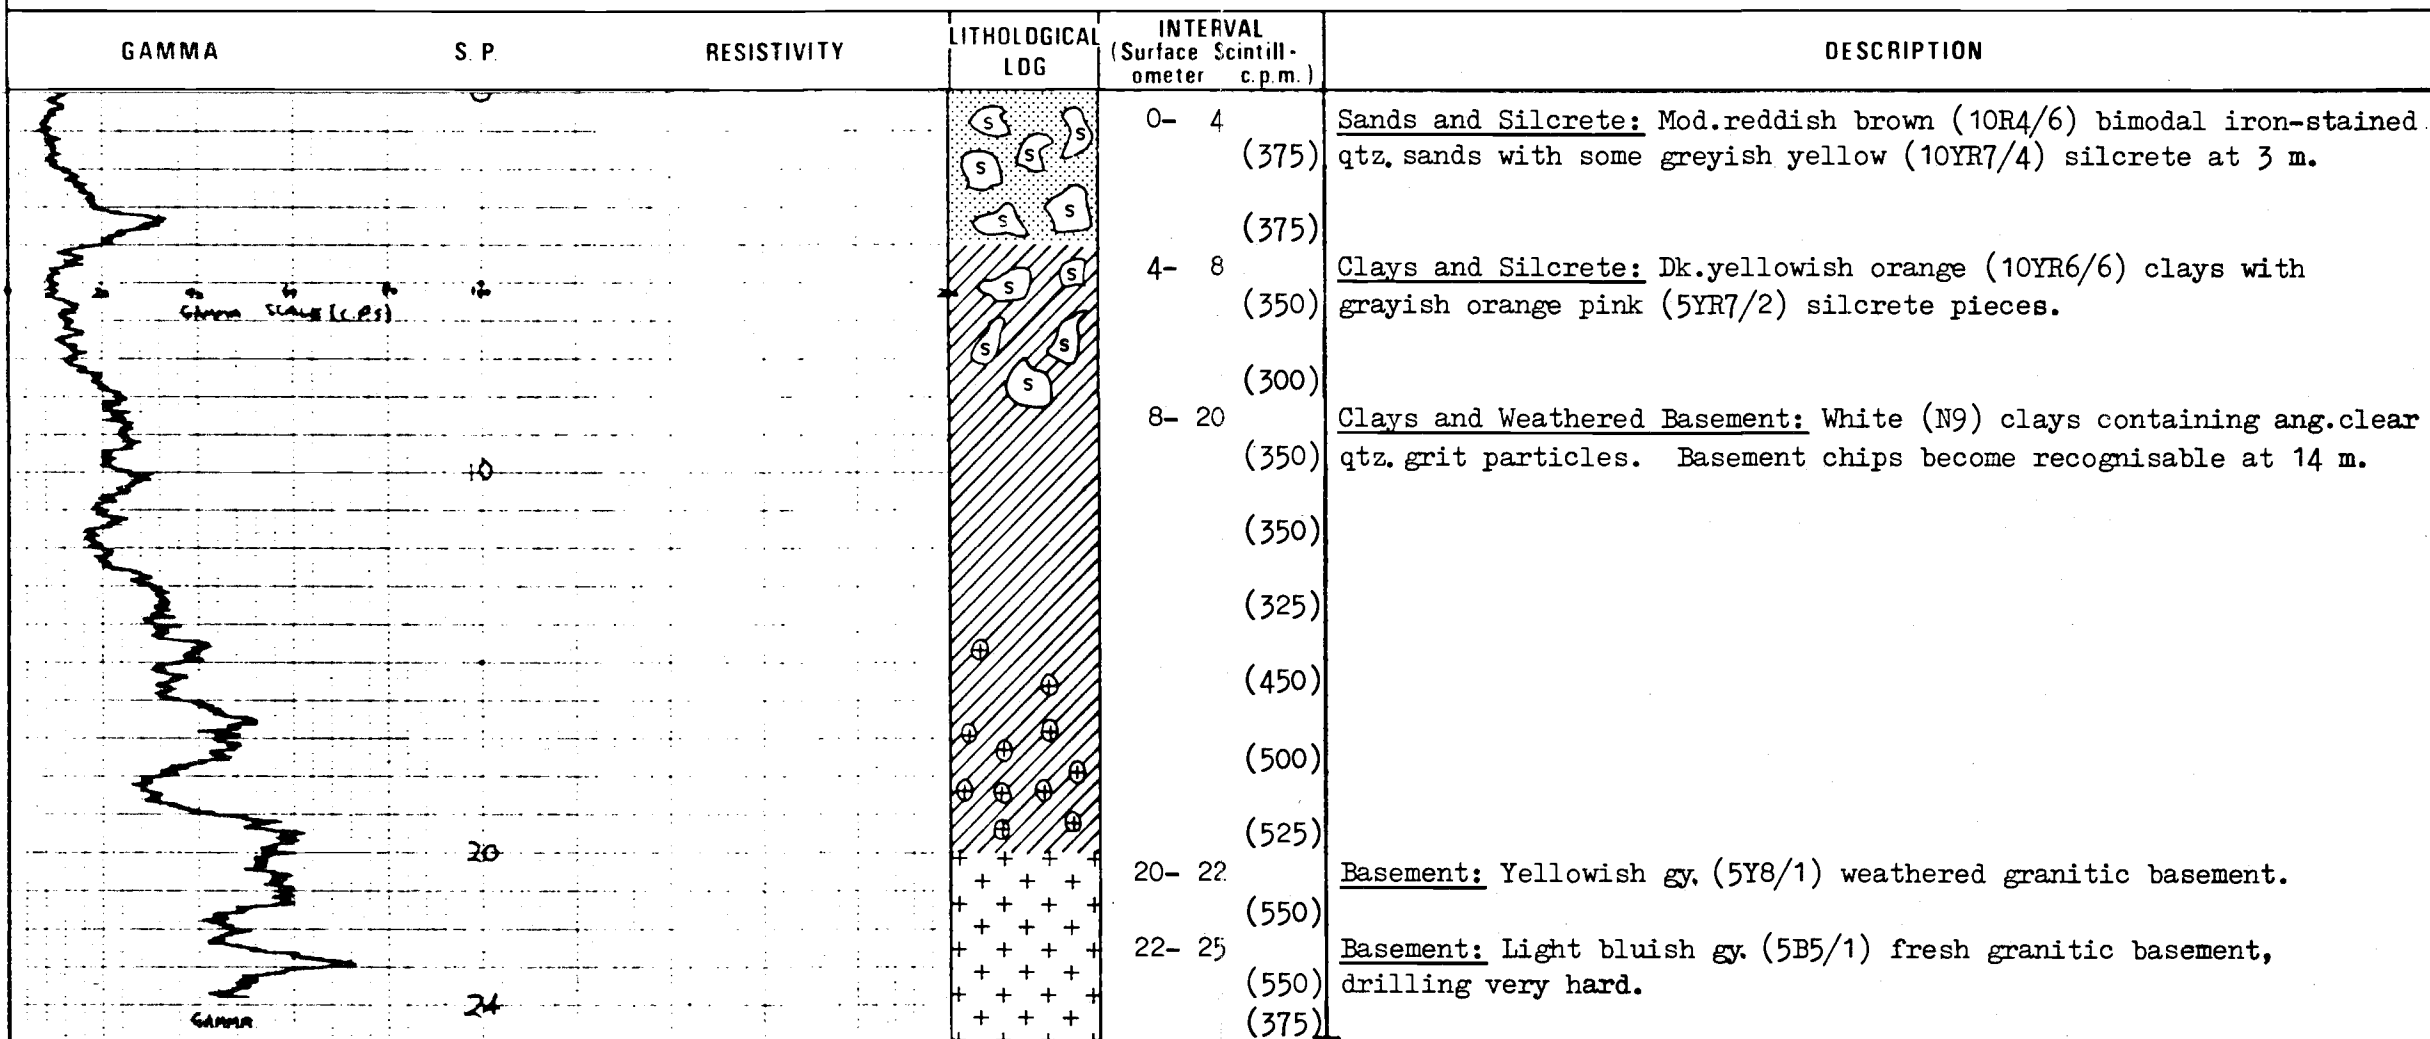 GAMMA S. P. RESISTIVITY LITHOLOGICAL LOG INTERVAL (Surface Scintill- ometer c.p.m.) DESCRIPTION
0- 4 Sands and Silcrete: Mod.reddish brown (10R4/6) bimodal iron-stained
(375) qtz. sands with some greyish yellow (10YR7/4) silcrete at 3 m.
(375)
4- 8 Clays and Silcrete: Dk.yellowish orange (10YR6/6) clays with
(350) grayish orange pink (5YR7/2) silcrete pieces.
GAMMA SCALE (C.P.S)
(300)
8- 20 Clays and Weathered Basement: White (N9) clays containing ang.clear
10 (350) qtz. grit particles. Basement chips become recognisable at 14 m.
(350)
(325)
(450)
(500)
(525)
20
20- 22 Basement: Yellowish gy. (5Y8/1) weathered granitic basement.
(550)
22- 25 Basement: Light bluish gy. (5B5/1) fresh granitic basement,
(550) drilling very hard.
24
GAMMA (375)